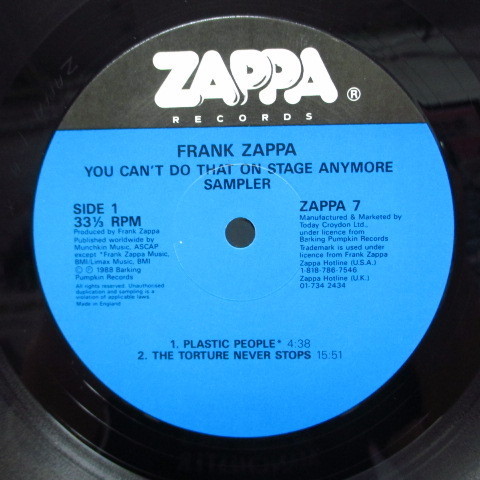 ZAPPA ®
RECORDS
FRANK ZAPPA
YOU CAN'T DO THAT ON STAGE ANYMORE
SAMPLER
SIDE 1
33⅓ RPM
Produced by Frank Zappa
Published worldwide by
Munchkin Music, ASCAP
except *Frank Zappa Music,
BMI-Limax Music, BMI
© ℗ 1988 Barking
Pumpkin Records
All rights reserved. Unauthorized
duplication and sampling is a
violation of applicable laws.
Made in England.
ZAPPA 7
Manufactured & Marketed by
Today Croydon Ltd.,
under licence from
Barking Pumpkin Records
Trademark is used under
licence from Frank Zappa
Zappa Hotline (U.S.A.)
1-818-786-7546
Zappa Hotline (U.K.)
01-734 2434
1. PLASTIC PEOPLE* 4:38
2. THE TORTURE NEVER STOPS 15:51